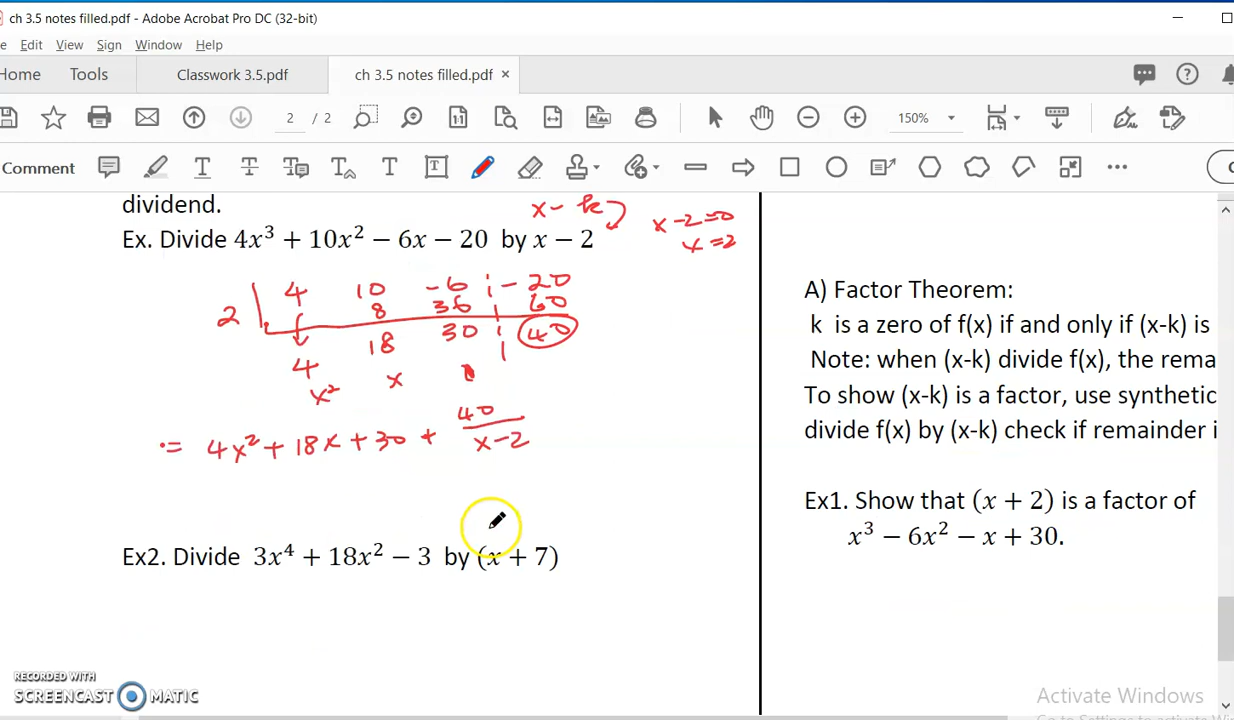 ch 3.5 notes filled.pdf - Adobe Acrobat Pro DC (32-bit)
e Edit View Sign Window Help
Home Tools Classwork 3.5.pdf ch 3.5 notes filled.pdf ×
2 / 2 150%
Comment
dividend.
x - k
x - 2 = 0
x = 2
Ex. Divide 4x³ + 10x² − 6x − 20 by x − 2
4 10 -6 - 20
2 8 36 60
4 18 30 40
x² x
= 4x² + 18x + 30 + 40/(x-2)
Ex2. Divide 3x⁴ + 18x² − 3 by (x + 7)
A) Factor Theorem:
k is a zero of f(x) if and only if (x-k) is
Note: when (x-k) divide f(x), the rema
To show (x-k) is a factor, use synthetic
divide f(x) by (x-k) check if remainder i
Ex1. Show that (x + 2) is a factor of
x³ − 6x² − x + 30.
RECORDED WITH
SCREENCAST MATIC
Activate Windows